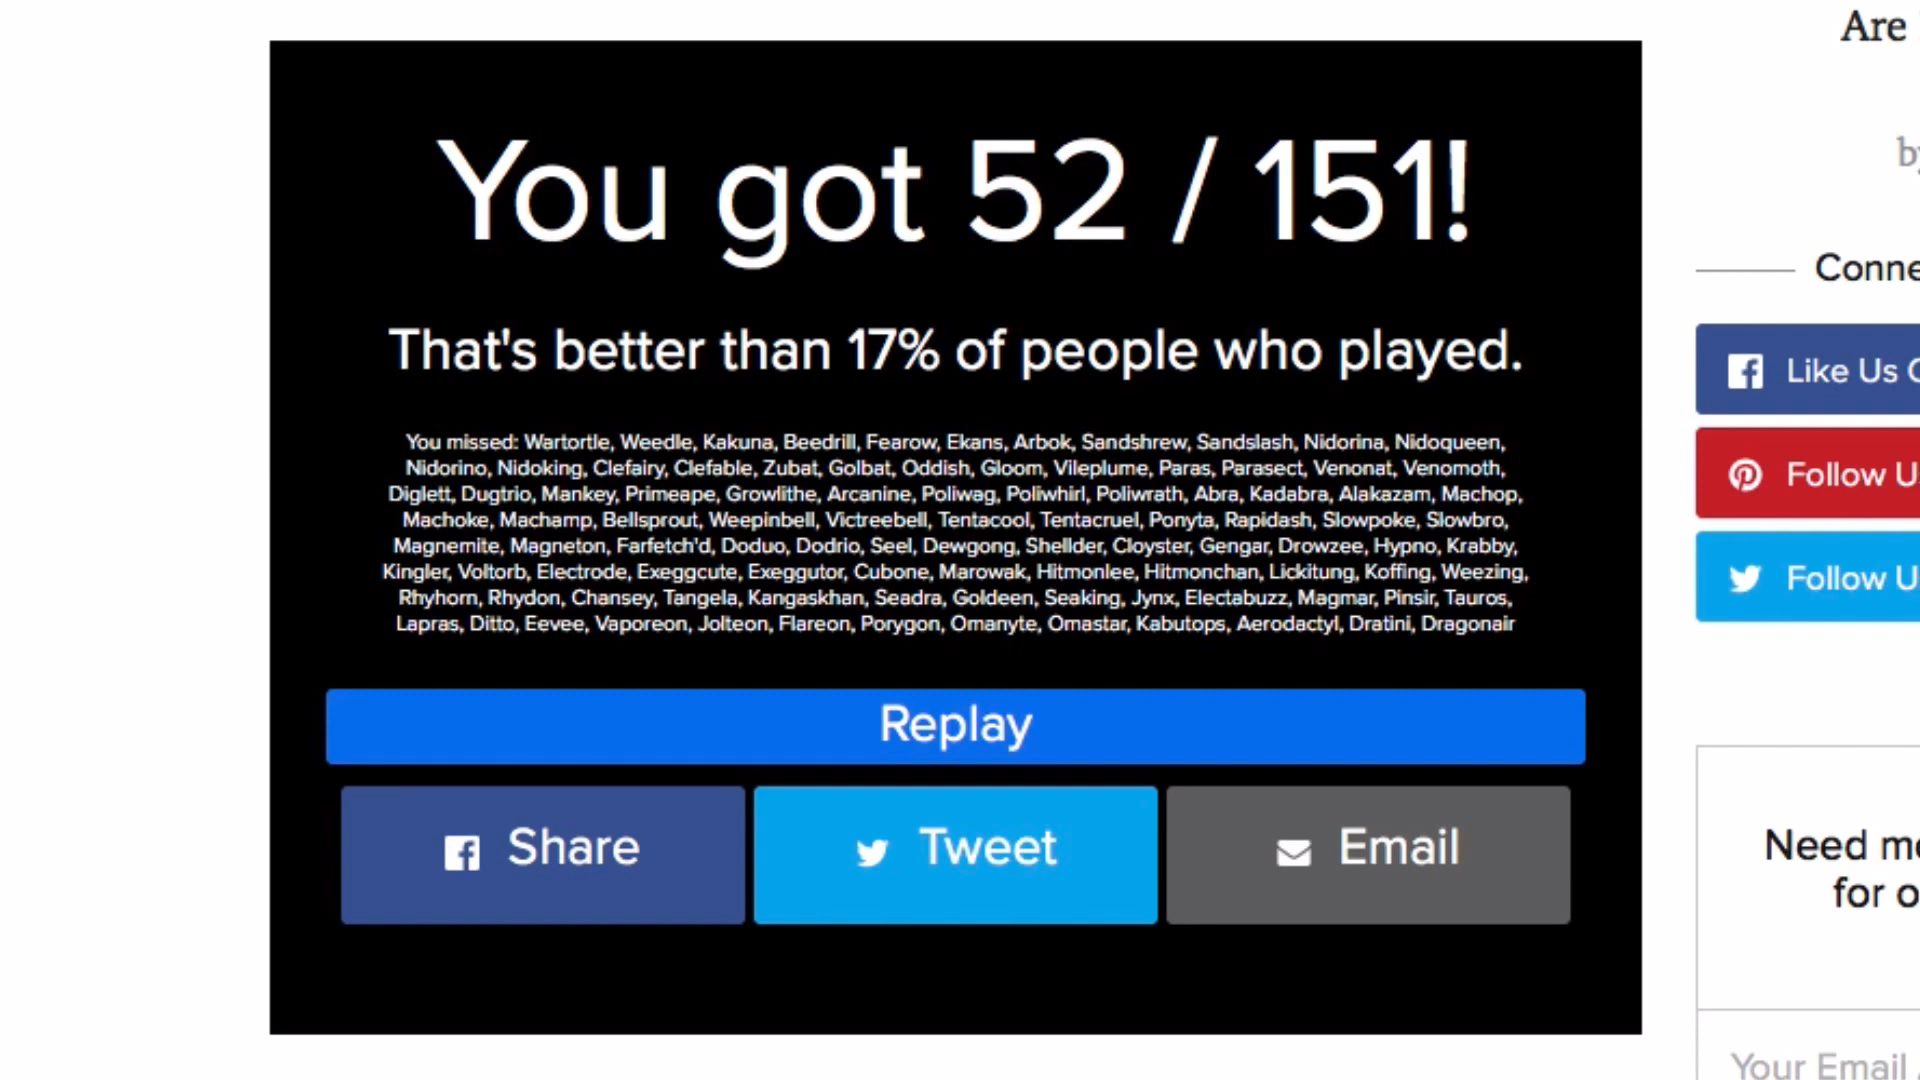 You got 52 / 151!
That's better than 17% of people who played.
You missed: Wartortle, Weedle, Kakuna, Beedrill, Fearow, Ekans, Arbok, Sandshrew, Sandslash, Nidorina, Nidoqueen,
Nidorino, Nidoking, Clefairy, Clefable, Zubat, Golbat, Oddish, Gloom, Vileplume, Paras, Parasect, Venonat, Venomoth,
Diglett, Dugtrio, Mankey, Primeape, Growlithe, Arcanine, Poliwag, Poliwhirl, Poliwrath, Abra, Kadabra, Alakazam, Machop,
Machoke, Machamp, Bellsprout, Weepinbell, Victreebell, Tentacool, Tentacruel, Ponyta, Rapidash, Slowpoke, Slowbro,
Magnemite, Magneton, Farfetch'd, Doduo, Dodrio, Seel, Dewgong, Shellder, Cloyster, Gengar, Drowzee, Hypno, Krabby,
Kingler, Voltorb, Electrode, Exeggcute, Exeggutor, Cubone, Marowak, Hitmonlee, Hitmonchan, Lickitung, Koffing, Weezing,
Rhyhorn, Rhydon, Chansey, Tangela, Kangaskhan, Seadra, Goldeen, Seaking, Jynx, Electabuzz, Magmar, Pinsir, Tauros,
Lapras, Ditto, Eevee, Vaporeon, Jolteon, Flareon, Porygon, Omanyte, Omastar, Kabutops, Aerodactyl, Dratini, Dragonair
Replay
Share
Tweet
Email
Are
by
Conne
Like Us
Follow U
Follow U
Need m
for o
Your Email